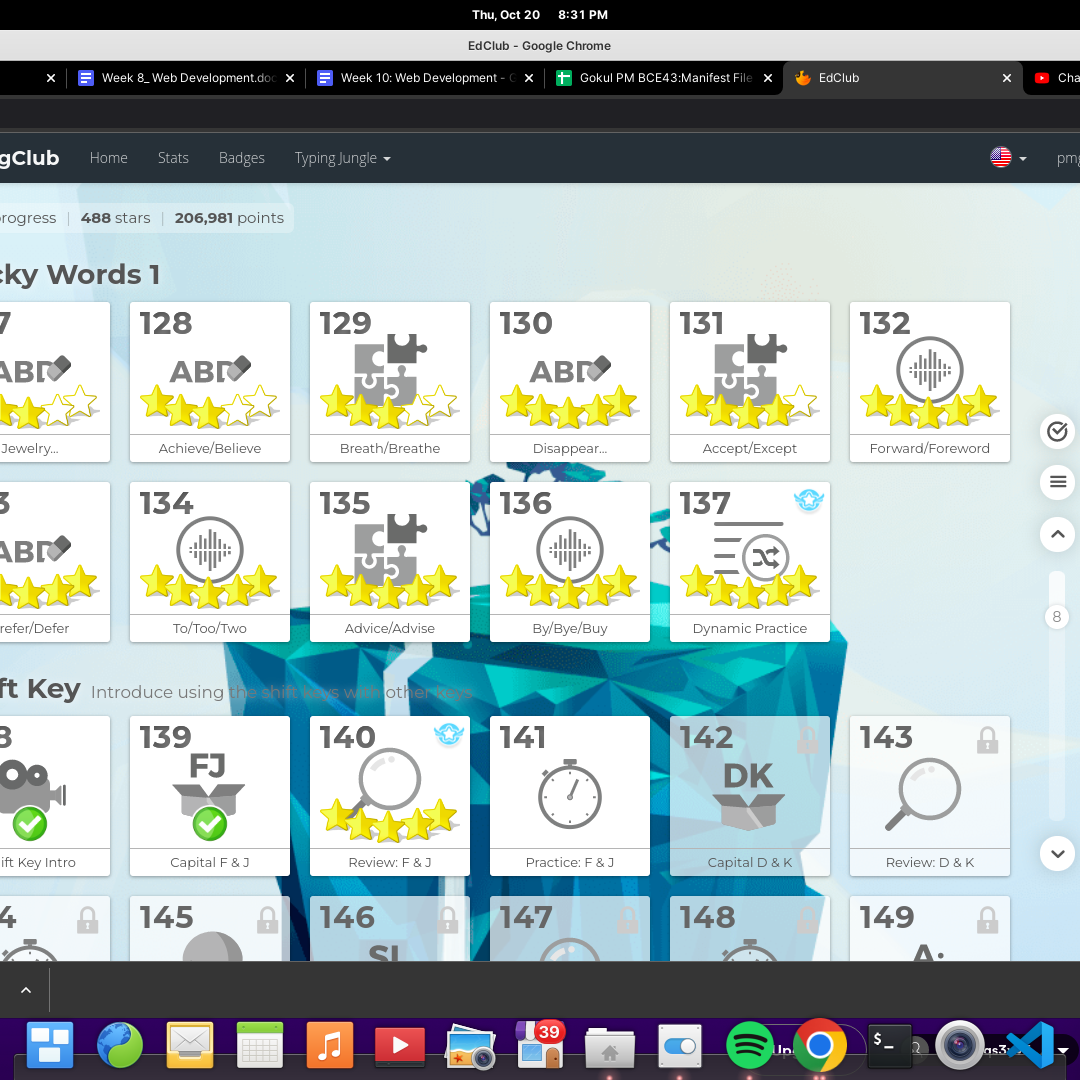 Thu, Oct 20 8:31 PM
EdClub - Google Chrome
Week 8_ Web Development.doc
Week 10: Web Development - G
Gokul PM BCE43:Manifest File
EdClub
Cha
gClub
Home
Stats
Badges
Typing Jungle
pmg
rogress | 488 stars | 206,981 points
cky Words 1
7
128
129
130
131
132
ABD
ABD
ABD
Jewelry...
Achieve/Believe
Breath/Breathe
Disappear...
Accept/Except
Forward/Foreword
3
134
135
136
137
ABD
refer/Defer
To/Too/Two
Advice/Advise
By/Bye/Buy
Dynamic Practice
8
ft Key Introduce using the shift keys with other keys
8
139
140
141
142
143
FJ
DK
ift Key Intro
Capital F & J
Review: F & J
Practice: F & J
Capital D & K
Review: D & K
4
145
146
147
148
149
SL
A:
39
$_